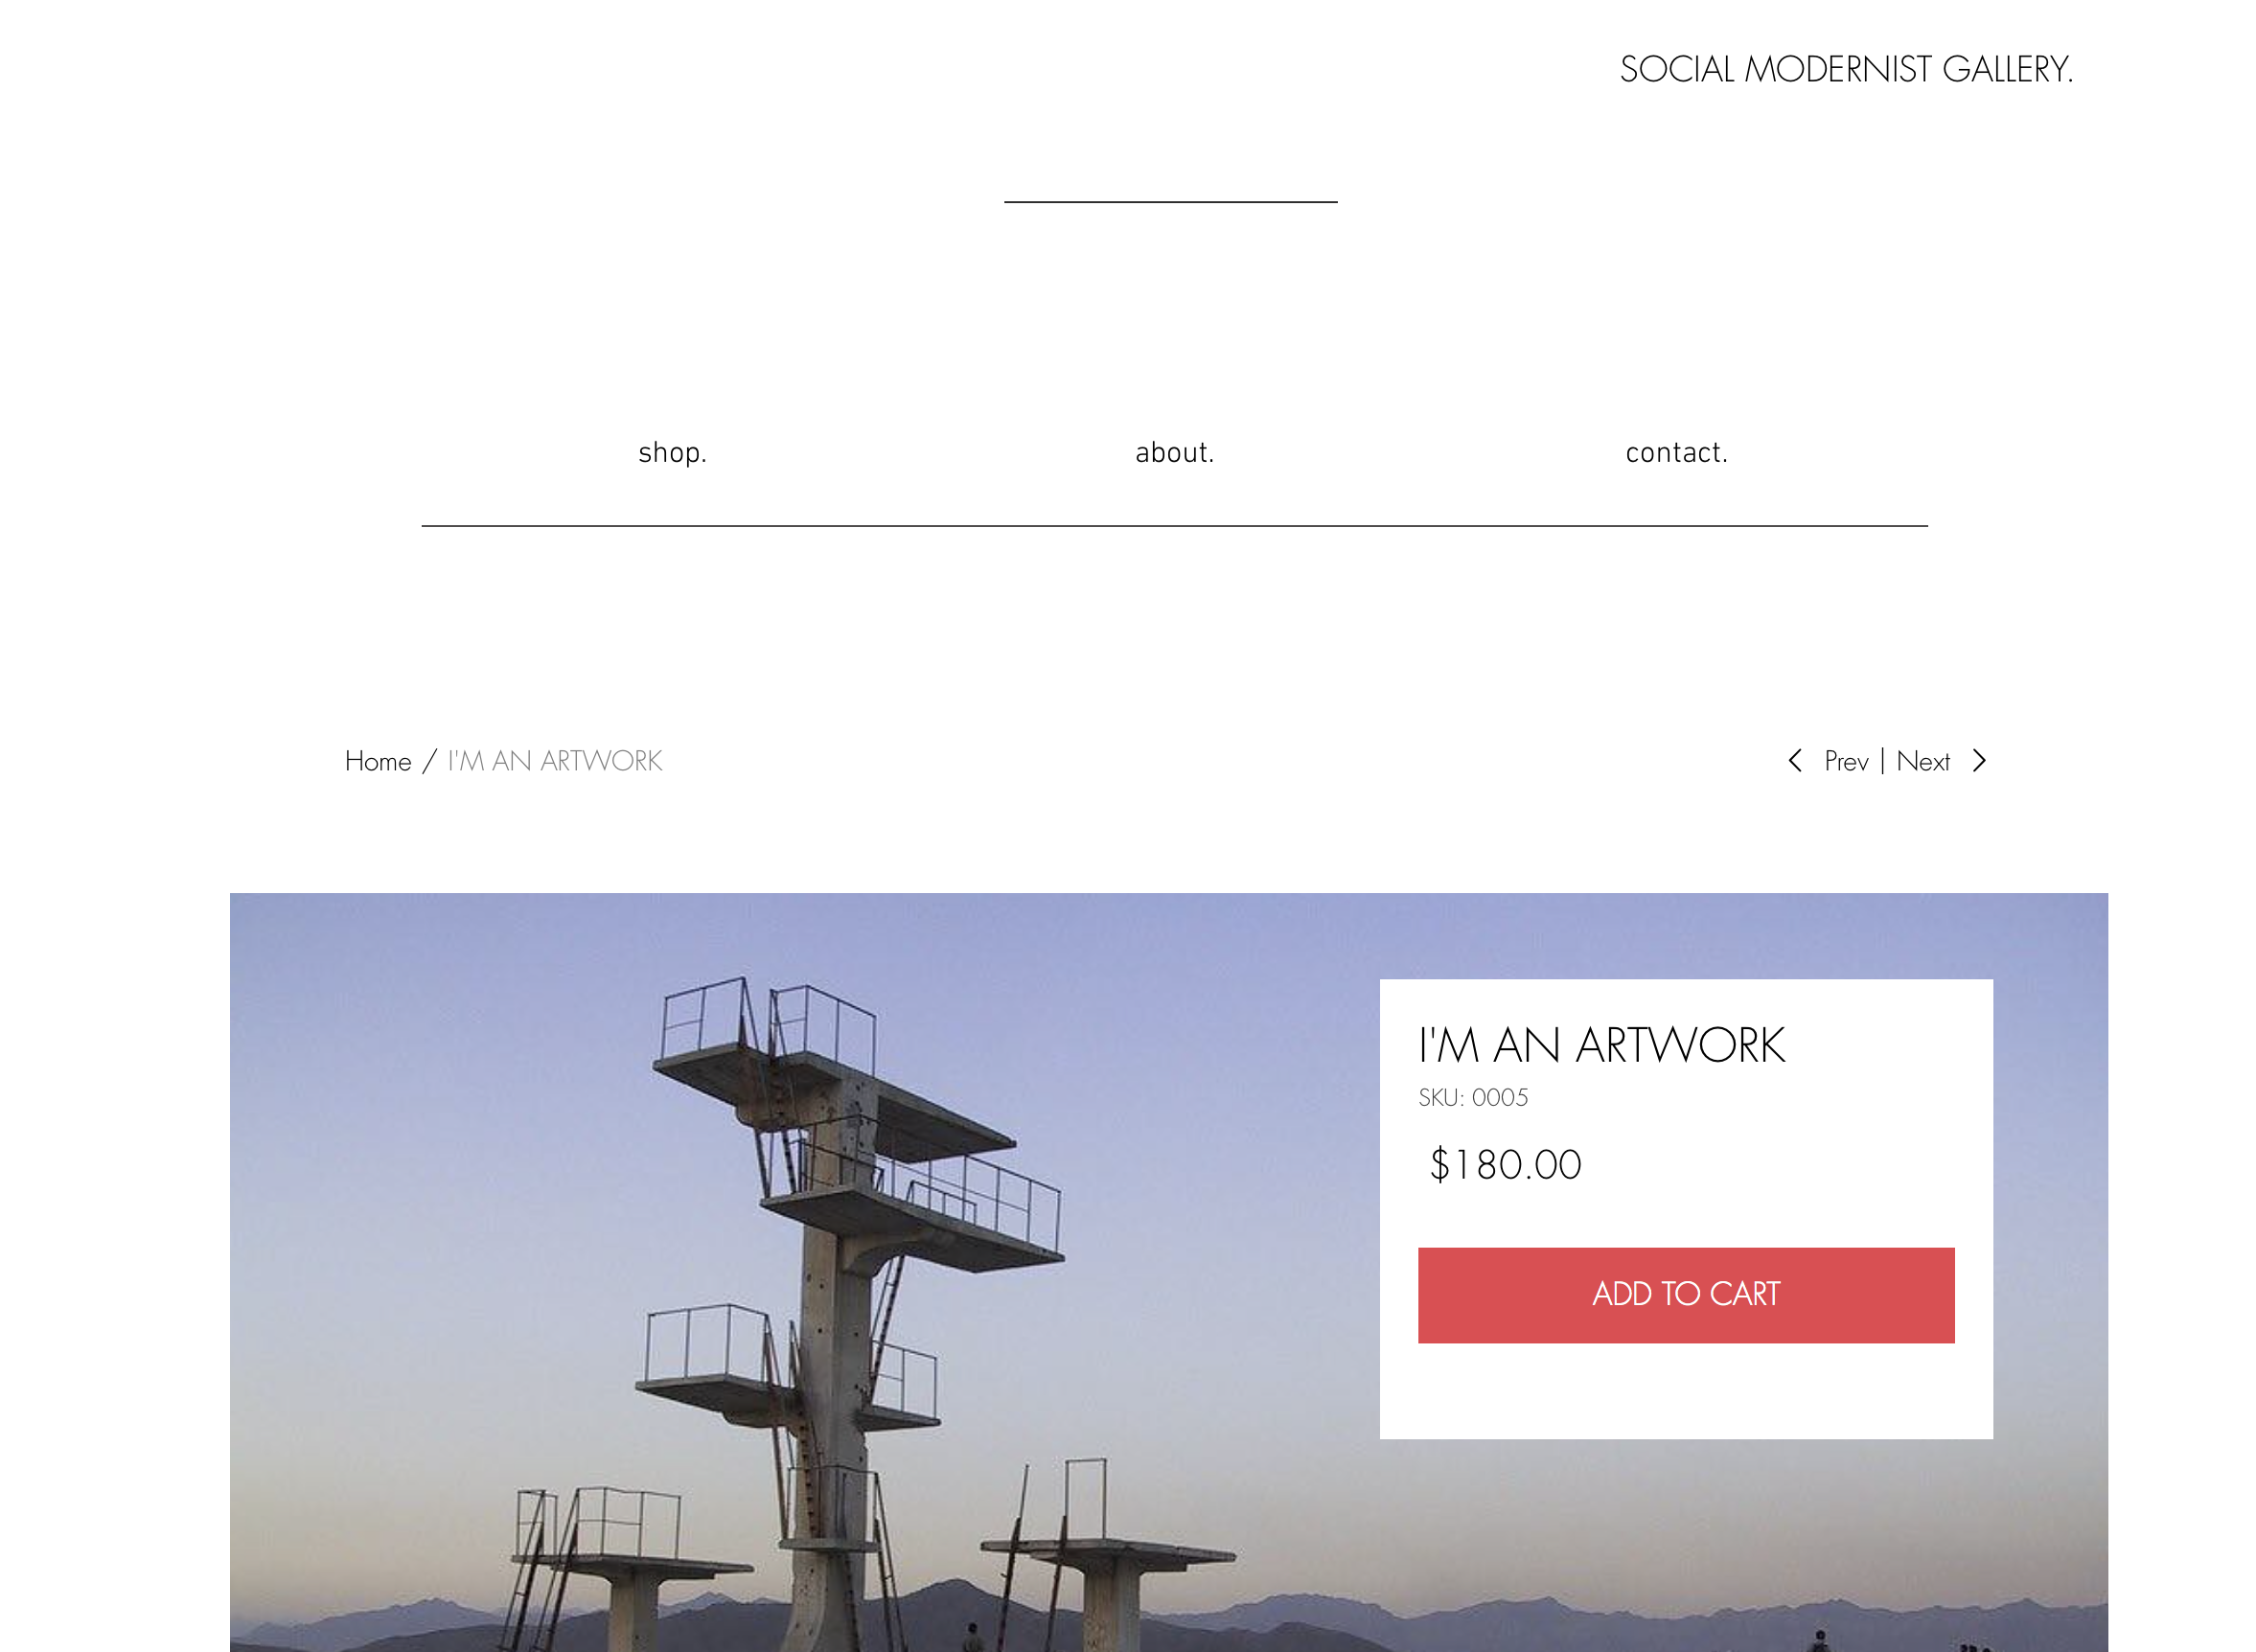 SOCIAL MODERNIST GALLERY.
shop. about. contact.
Home / I'M AN ARTWORK
Prev | Next
I'M AN ARTWORK
SKU: 0005
$180.00
ADD TO CART